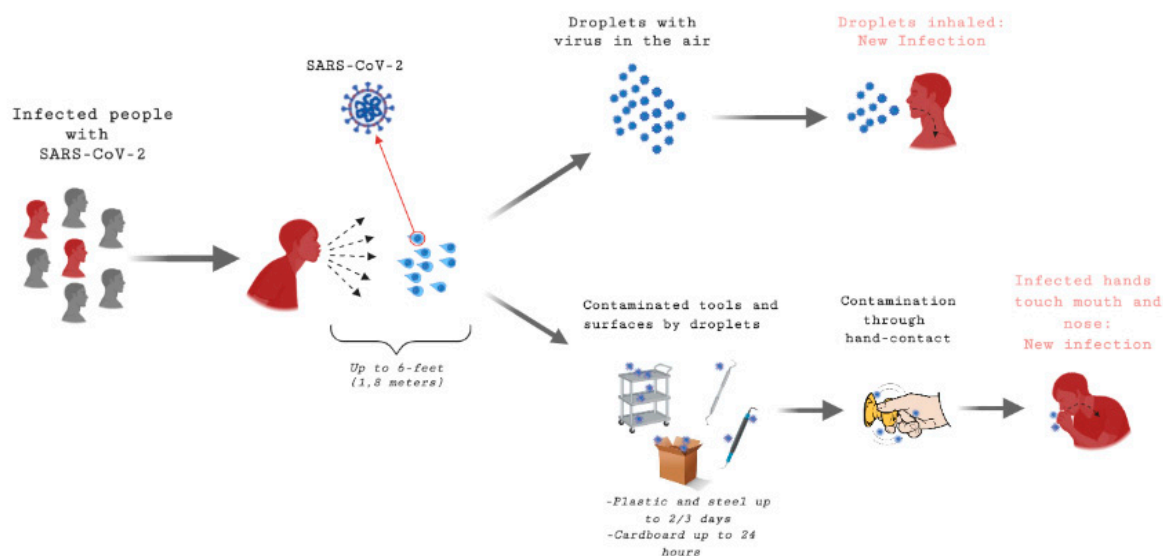 Infected people
with
SARS-CoV-2
SARS-CoV-2
Up to 6-feet
(1,8 meters)
Droplets with
virus in the air
Droplets inhaled:
New Infection
Contaminated tools and
surfaces by droplets
-Plastic and steel up
to 2/3 days
-Cardboard up to 24
hours
Contamination
through
hand-contact
Infected hands
touch mouth and
nose:
New infection